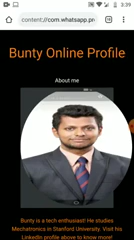 3:39
content://com.whatsapp.pr
Bunty Online Profile
About me
Bunty is a tech enthusiast! He studies
Mechatronics in Stanford University. Visit his
LinkedIn profile above to know more!